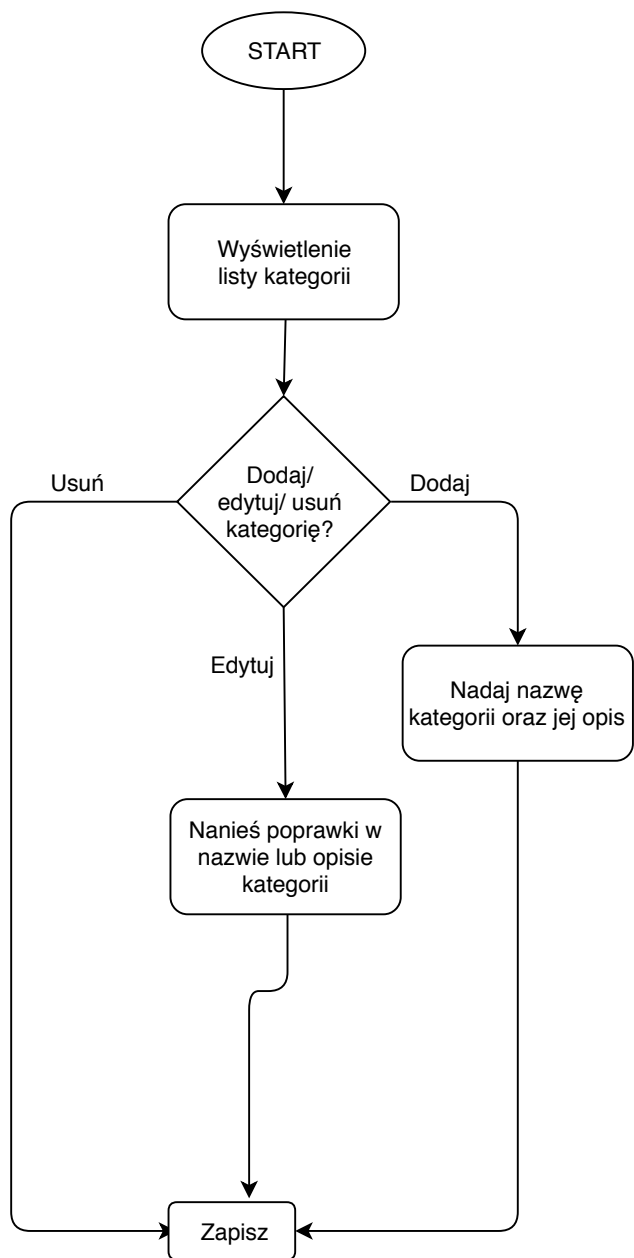 START
Wyświetlenie
listy kategorii
Dodaj/
edytuj/ usuń
kategorię?
Usuń
Dodaj
Edytuj
Nadaj nazwę
kategorii oraz jej opis
Nanieś poprawki w
nazwie lub opisie
kategorii
Zapisz